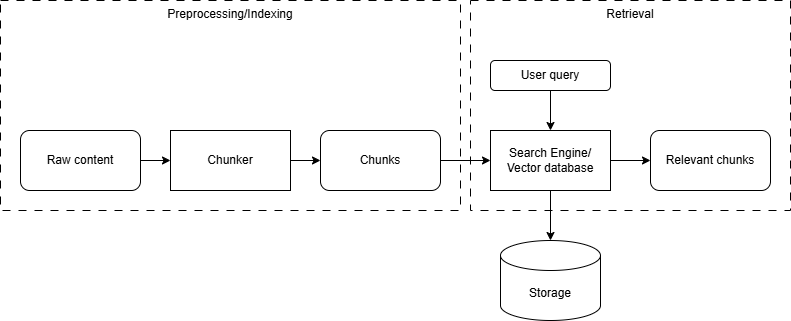 Preprocessing/Indexing
Retrieval
User query
Raw content
Chunker
Chunks
Search Engine/
Vector database
Relevant chunks
Storage